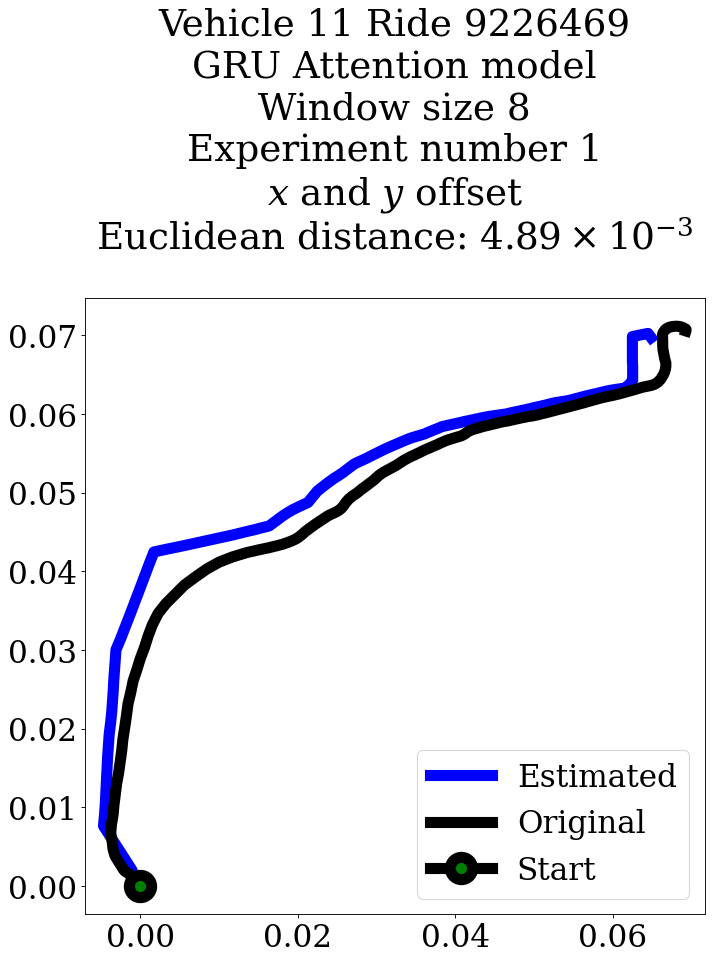 Vehicle 11 Ride 9226469
GRU Attention model
Window size 8
Experiment number 1
x and y offset
Euclidean distance: 4.89 × 10⁻³
0.07
0.06
0.05
0.04
0.03
0.02
0.01
0.00
Estimated
Original
Start
0.00 0.02 0.04 0.06